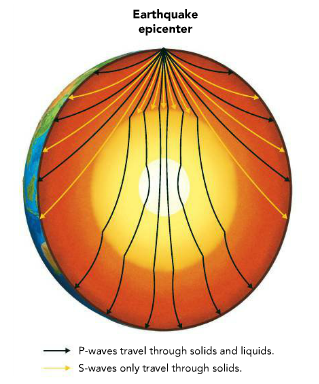 Earthquake
epicenter
P-waves travel through solids and liquids.
S-waves only travel through solids.